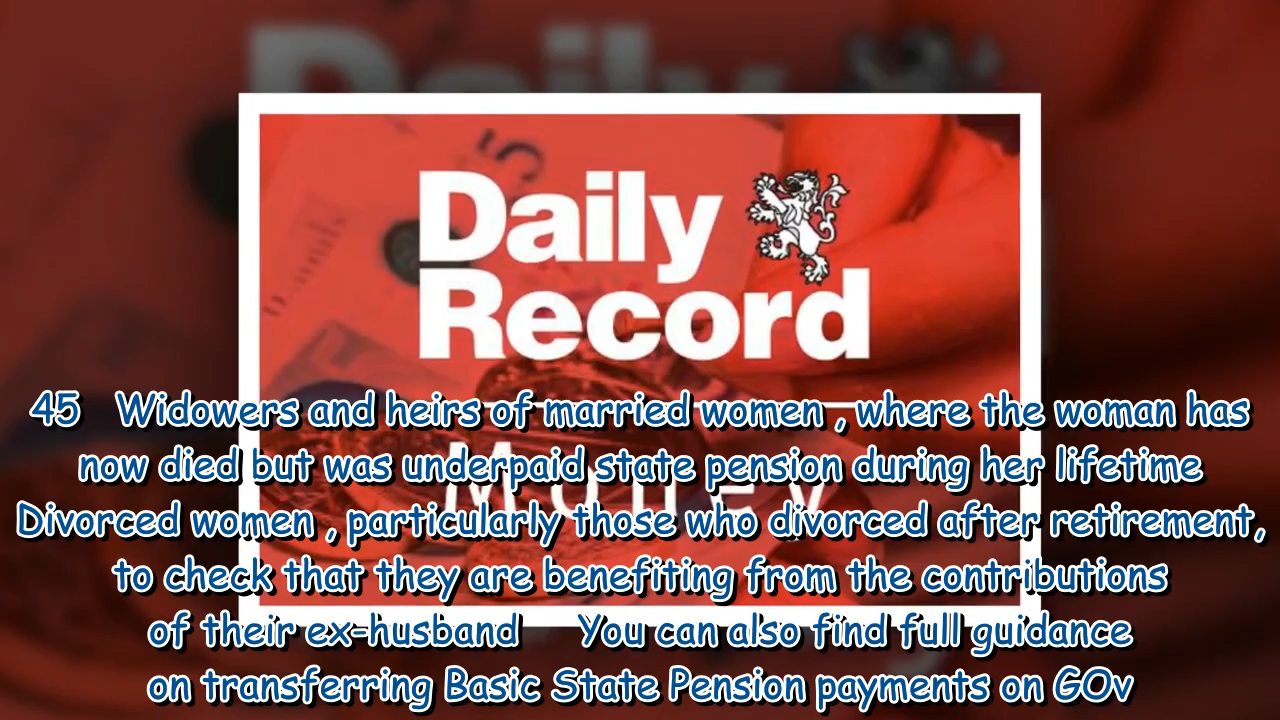 Daily
Record
Money
45 Widowers and heirs of married women , where the woman has
now died but was underpaid state pension during her lifetime
Divorced women , particularly those who divorced after retirement,
to check that they are benefiting from the contributions
of their ex-husband You can also find full guidance
on transferring Basic State Pension payments on GOv